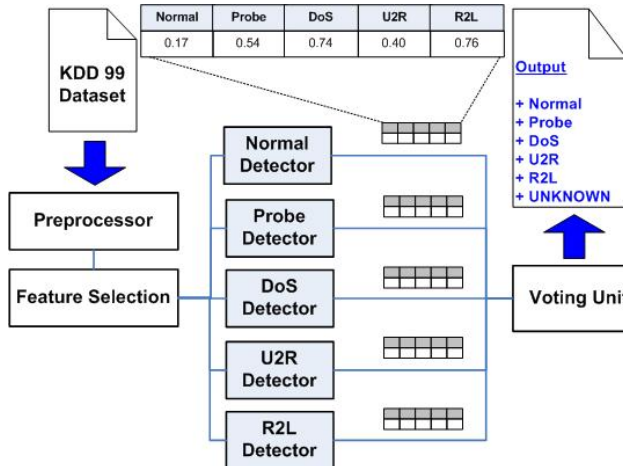 Normal Probe DoS U2R R2L
0.17 0.54 0.74 0.40 0.76
KDD 99
Dataset
Output
+ Normal
+ Probe
+ DoS
+ U2R
+ R2L
+ UNKNOWN
Preprocessor
Feature Selection
Normal
Detector
Probe
Detector
DoS
Detector
U2R
Detector
R2L
Detector
Voting Unit